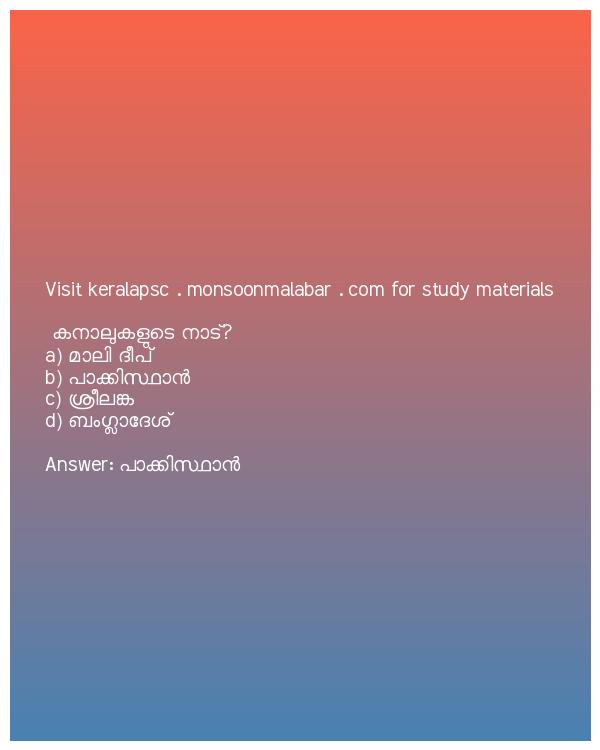 Visit keralapsc . monsoonmalabar . com for study materials
കനാലുകളുടെ നാട്?
a) മാലി ദീപ്
b) പാക്കിസ്ഥാൻ
c) ശ്രീലങ്ക
d) ബംഗ്ലാദേശ്
Answer: പാക്കിസ്ഥാൻ